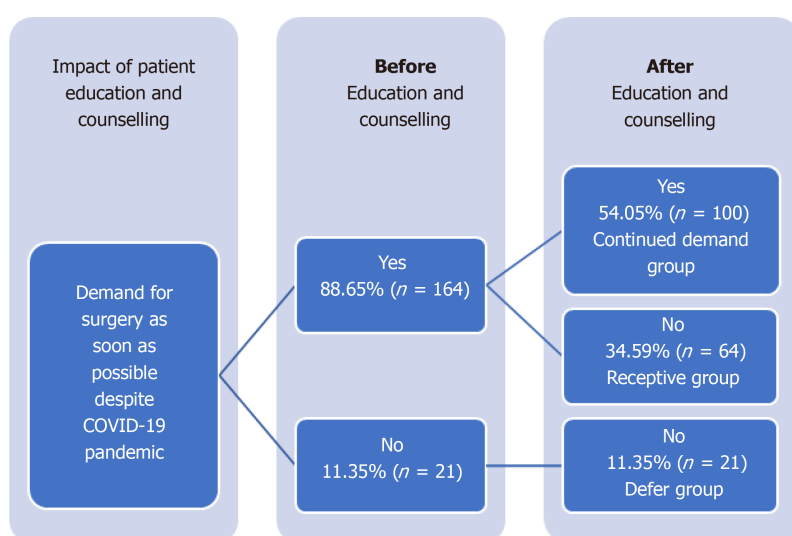 Impact of patient
education and
counselling
Before
Education and
counselling
After
Education and
counselling
Demand for
surgery as
soon as
possible
despite
COVID-19
pandemic
Yes
88.65% (n = 164)
No
11.35% (n = 21)
Yes
54.05% (n = 100)
Continued demand
group
No
34.59% (n = 64)
Receptive group
No
11.35% (n = 21)
Defer group